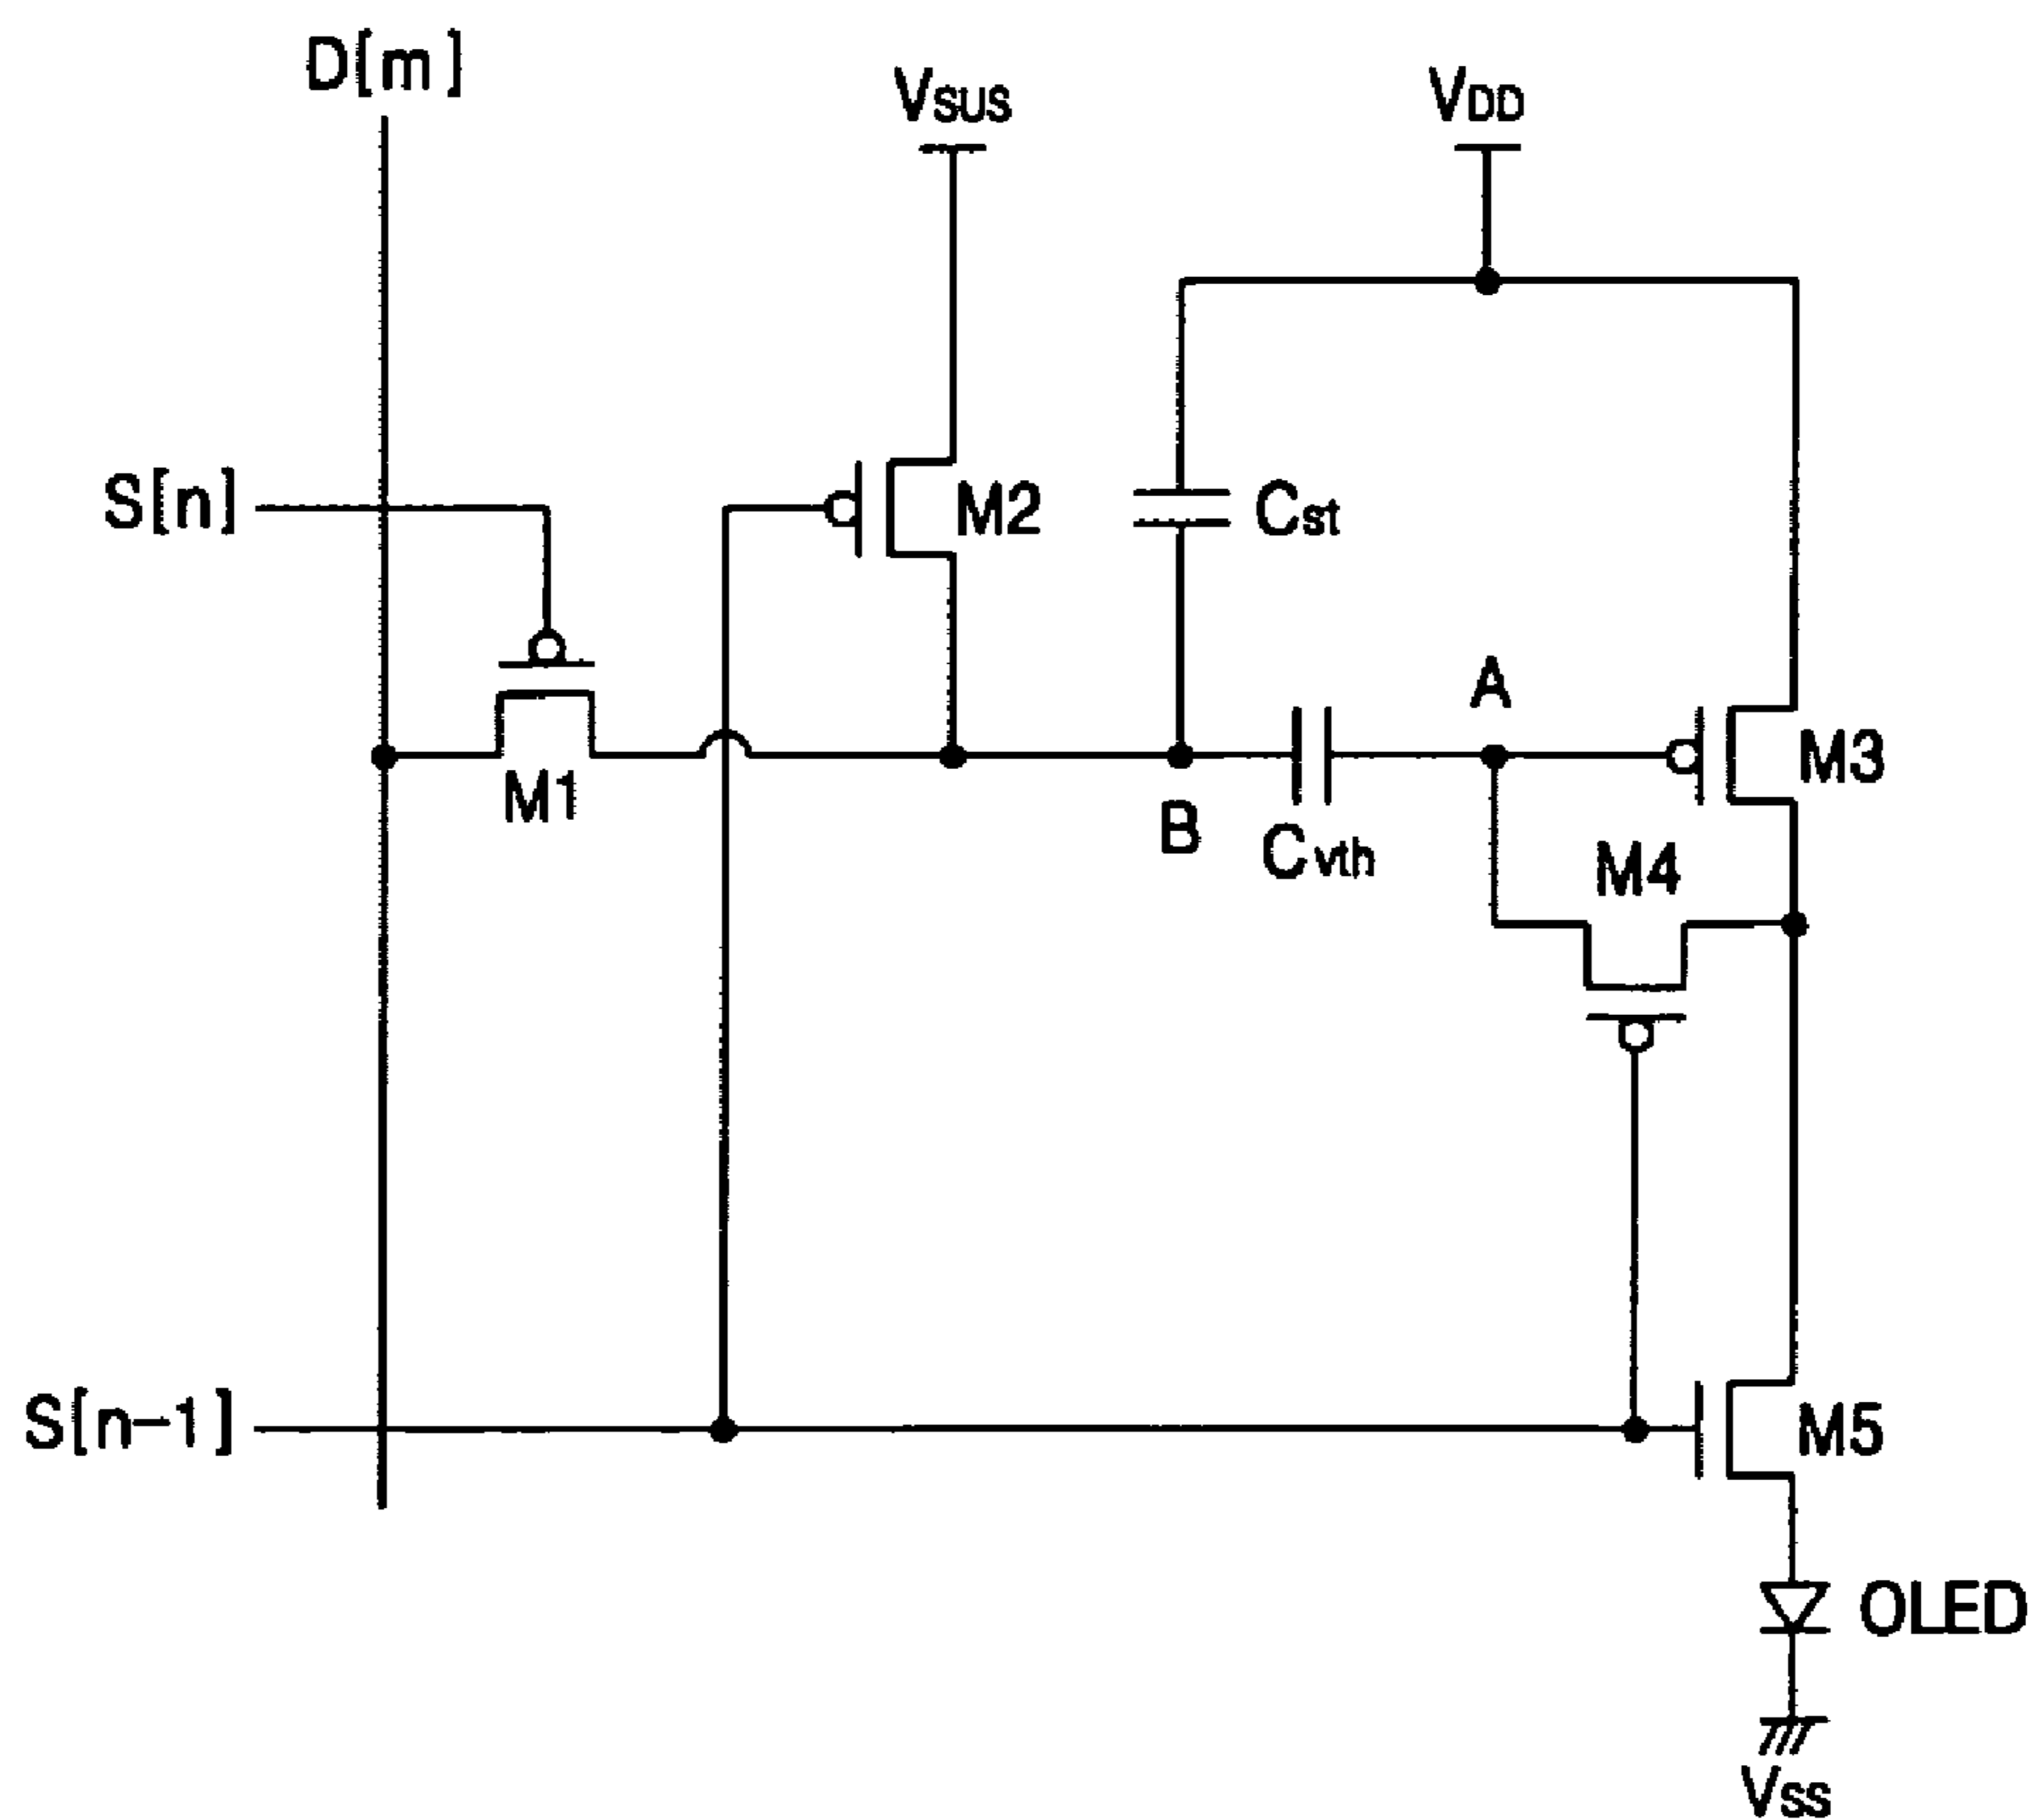 D[m]
VSUS
VDD
S[n]
M2
Cst
A
M3
M1
B
Cvth
M4
S[n-1]
M5
OLED
VSS